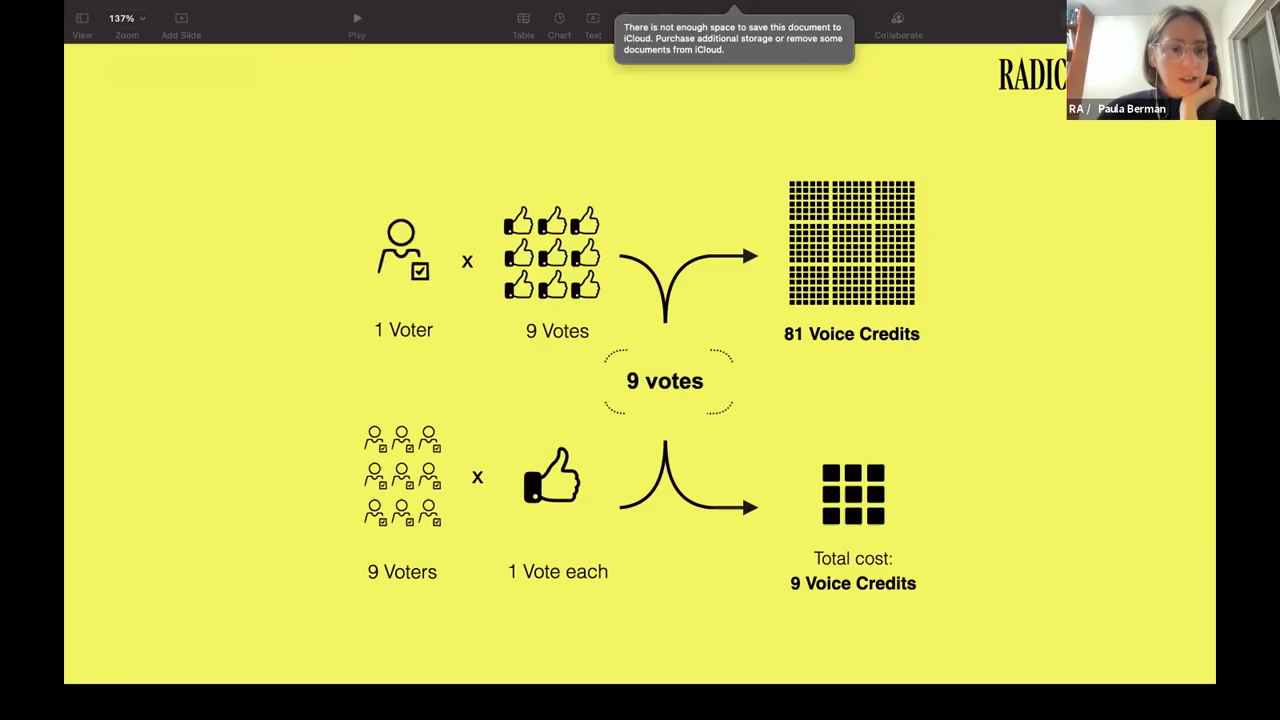 137%
View
Zoom
Add Slide
Play
Table
Chart
Text
There is not enough space to save this document to
iCloud. Purchase additional storage or remove some
documents from iCloud.
Collaborate
RADIC
RA / Paula Berman
x
1 Voter
9 Votes
81 Voice Credits
9 votes
x
9 Voters
1 Vote each
Total cost:
9 Voice Credits